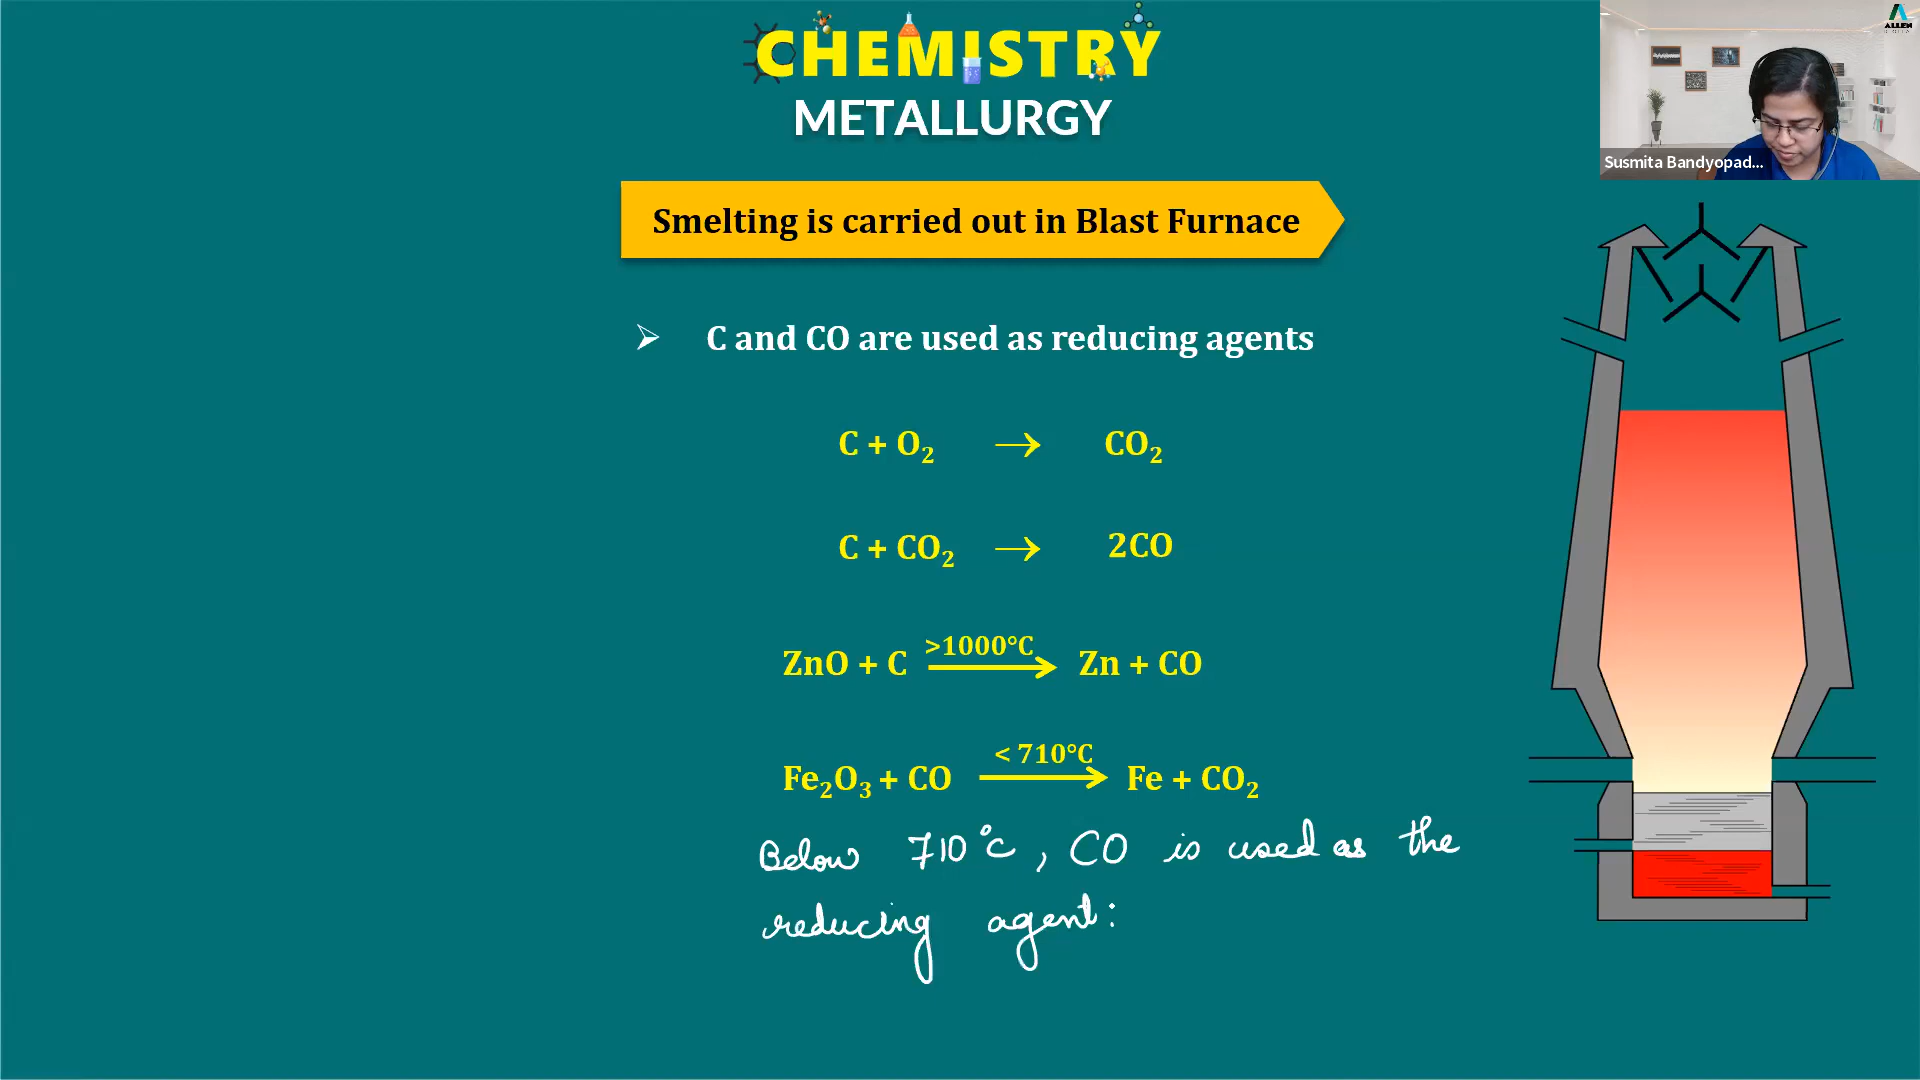 CHEMISTRY
METALLURGY
ALLEN
Susmita Bandyopad...
Smelting is carried out in Blast Furnace
➢ C and CO are used as reducing agents
C + O₂ → CO₂
C + CO₂ → 2CO
>1000°C
ZnO + C → Zn + CO
< 710°C
Fe₂O₃ + CO → Fe + CO₂
Below 710°C, CO is used as the
reducing agent: